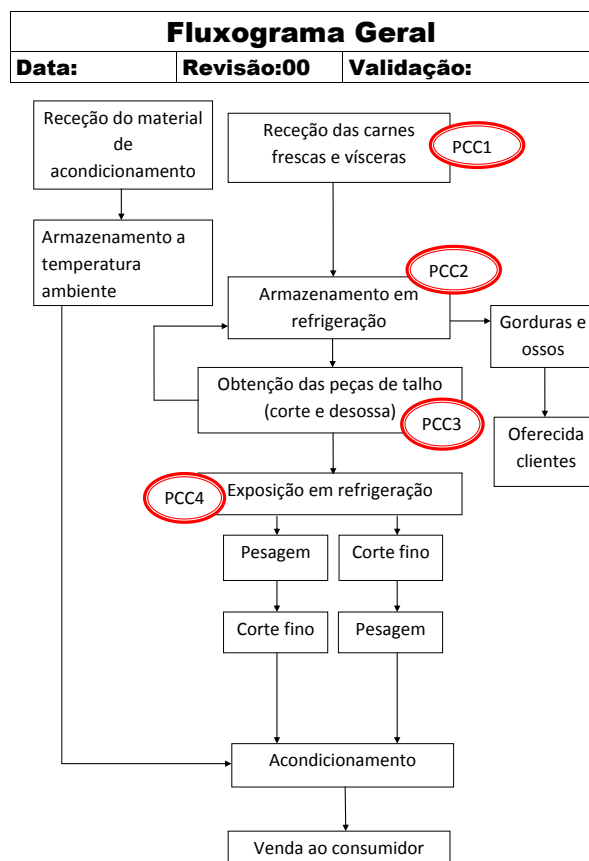 Fluxograma Geral
Data:
Revisão:00
Validação:
Receção do material
de
acondicionamento
Receção das carnes
frescas e vísceras
PCC1
Armazenamento a
temperatura
ambiente
PCC2
Armazenamento em
refrigeração
Gorduras e
ossos
Obtenção das peças de talho
(corte e desossa)
PCC3
Oferecida
clientes
PCC4
Exposição em refrigeração
Pesagem
Corte fino
Corte fino
Pesagem
Acondicionamento
Venda ao consumidor